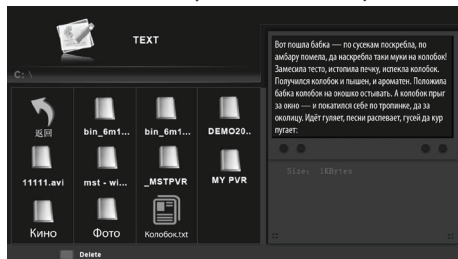 TEXT
C: \
返回
bin_6m1...
bin_6m1...
DEMO20..
11111.avi
mst - wi...
_MSTPVR
MY PVR
Кино
Фото
Колобок.txt
Delete
Вот пошла бабка — по сусекам поскребла, по
амбару помела, да наскребла таки муки на колобок!
Замесила тесто, истопила печку, испекла колобок.
Получился колобок и пышен, и ароматен. Положила
бабка колобок на окошко остывать. А колобок прыг
за окно — и покатился себе по тропинке, да за
околицу. Идёт гуляет, песни распевает, гусей да кур
пугает:
Size: 1KBytes